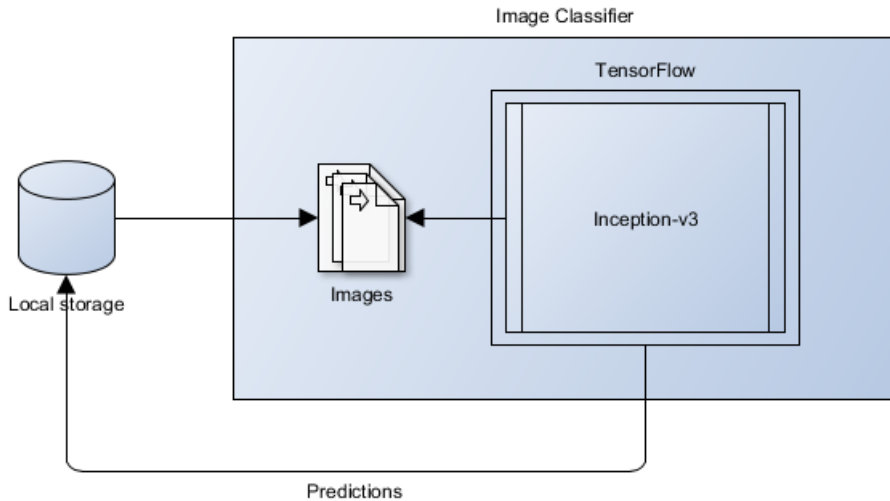 Image Classifier
TensorFlow
Inception-v3
Images
Local storage
Predictions